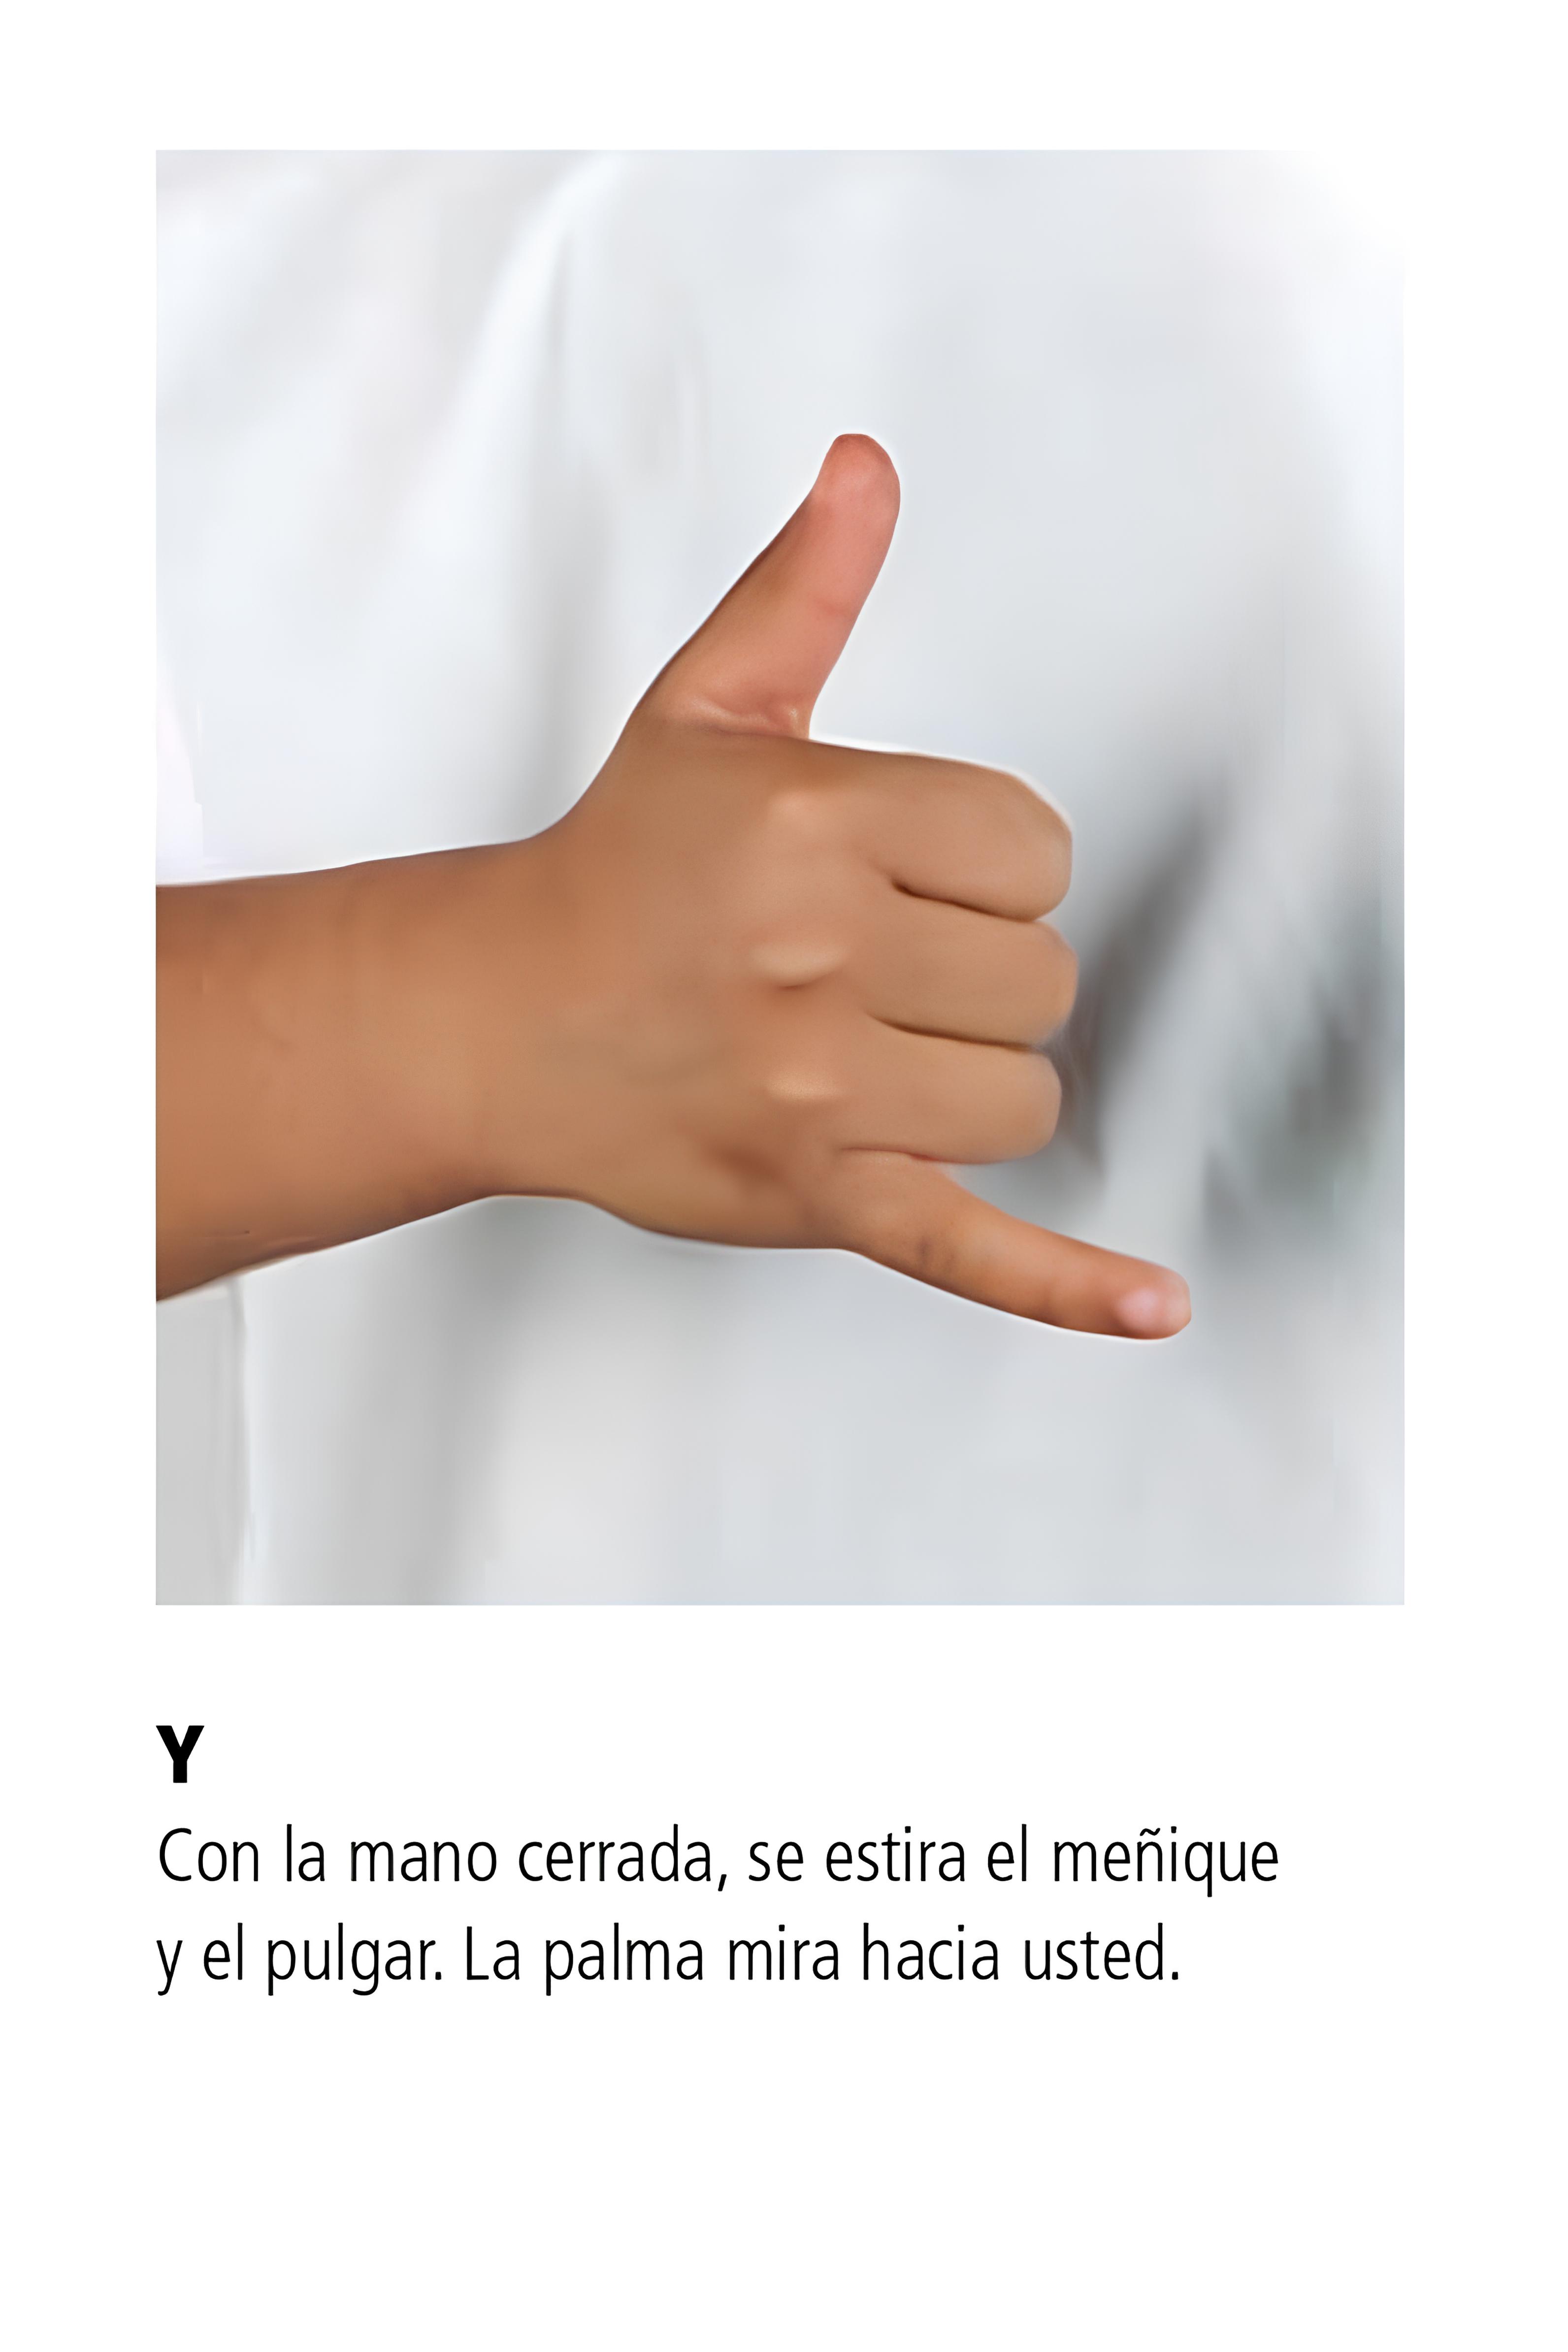 Y
Con la mano cerrada, se estira el meñique
y el pulgar. La palma mira hacia usted.